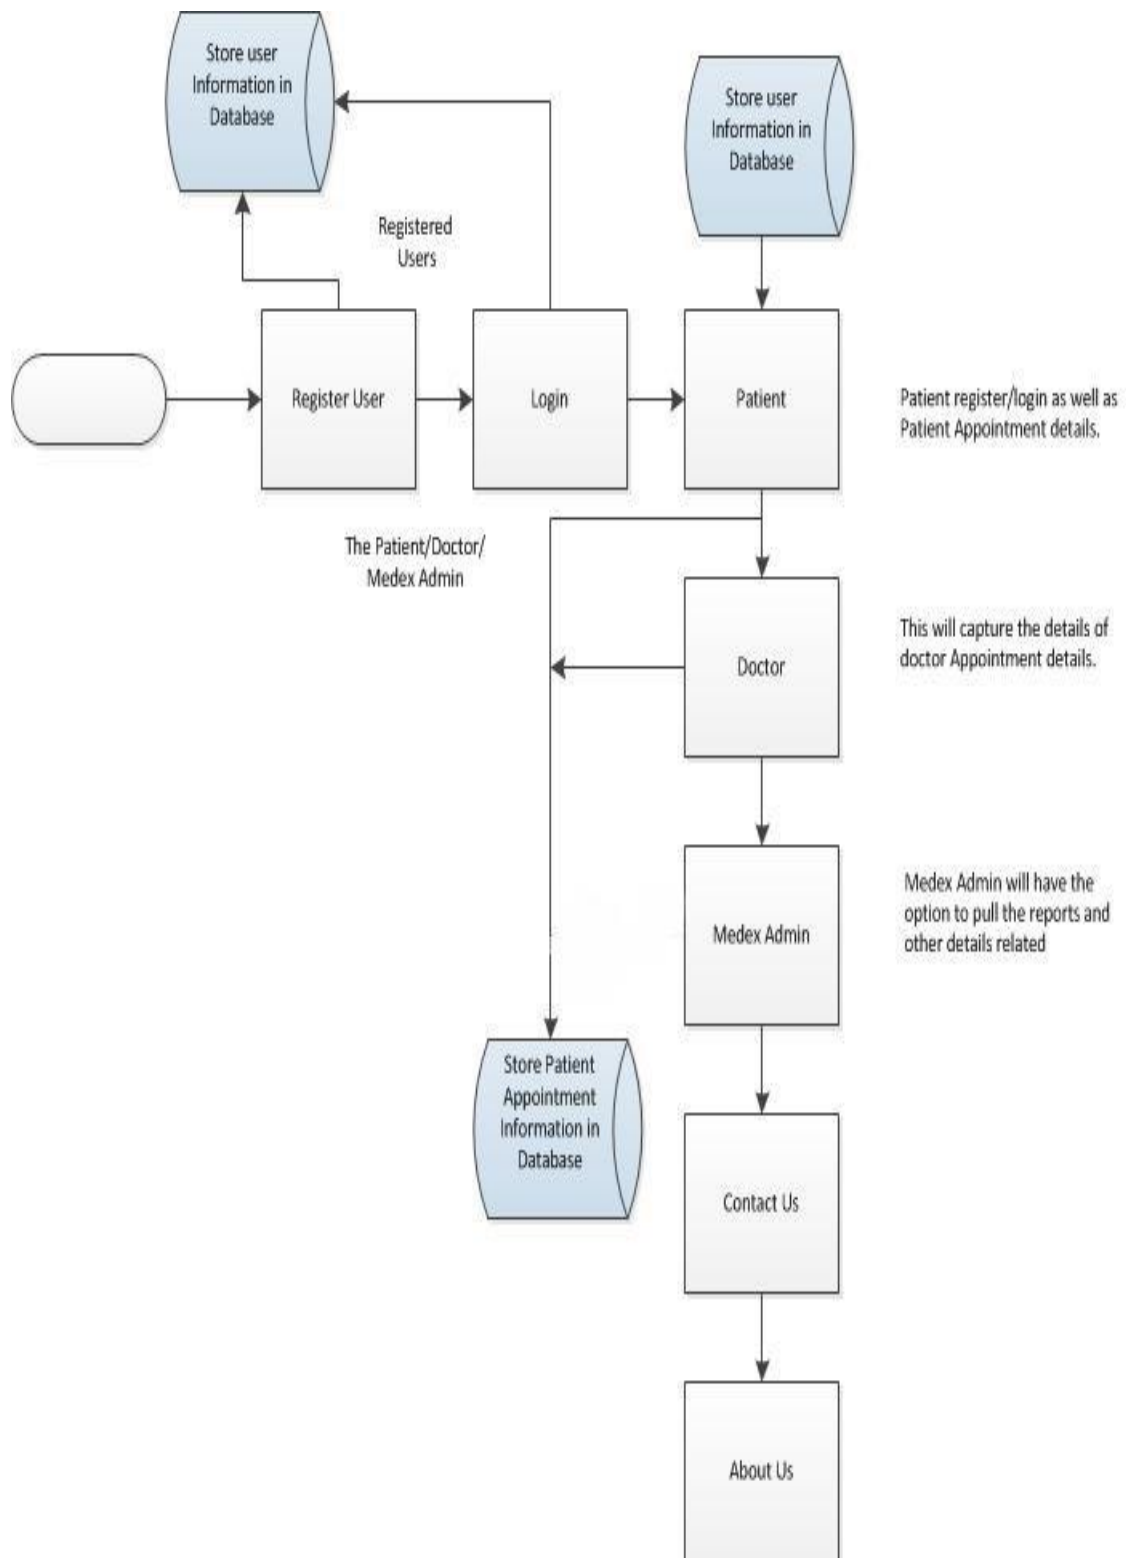 Store user
Information in
Database
Store user
Information in
Database
Registered
Users
Register User
Login
Patient
Patient register/login as well as
Patient Appointment details.
The Patient/Doctor/
Medex Admin
Doctor
This will capture the details of
doctor Appointment details.
Medex Admin
Medex Admin will have the
option to pull the reports and
other details related
Store Patient
Appointment
Information in
Database
Contact Us
About Us